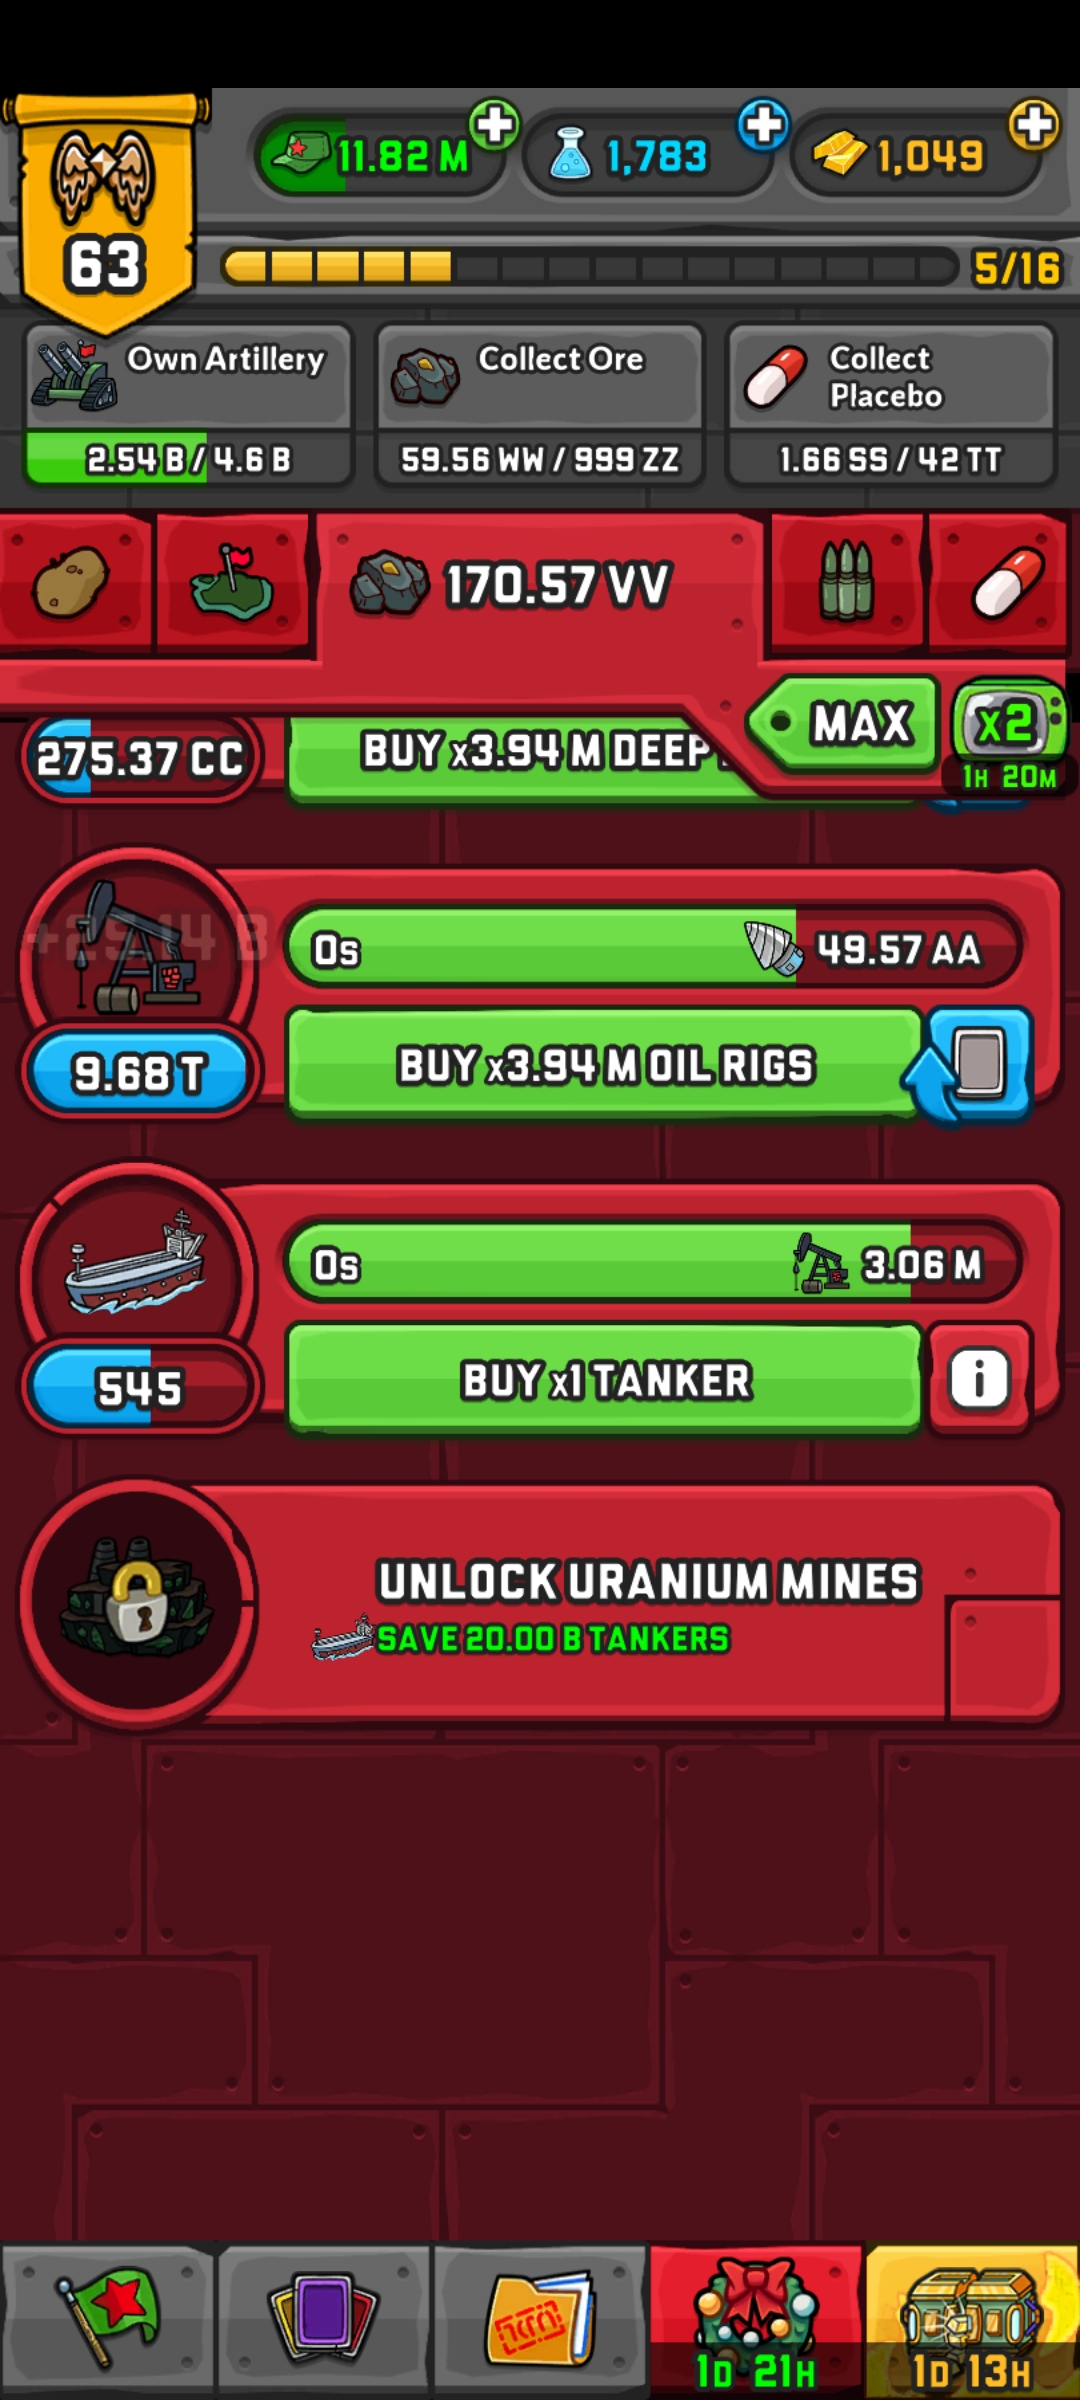 11.82 M
1,783
1,049
63
5/16
Own Artillery
2.54 B / 4.6 B
Collect Ore
59.56 WW / 999 ZZ
Collect
Placebo
1.66 SS / 42 TT
170.57 VV
MAX
x2
1H 20M
275.37 CC
BUY x3.94 M DEEP
+29.14 B
0s
49.57 AA
9.68 T
BUY x3.94 M OIL RIGS
0s
3.06 M
545
BUY x1 TANKER
i
UNLOCK URANIUM MINES
SAVE 20.00 B TANKERS
1D 21H
1D 13H